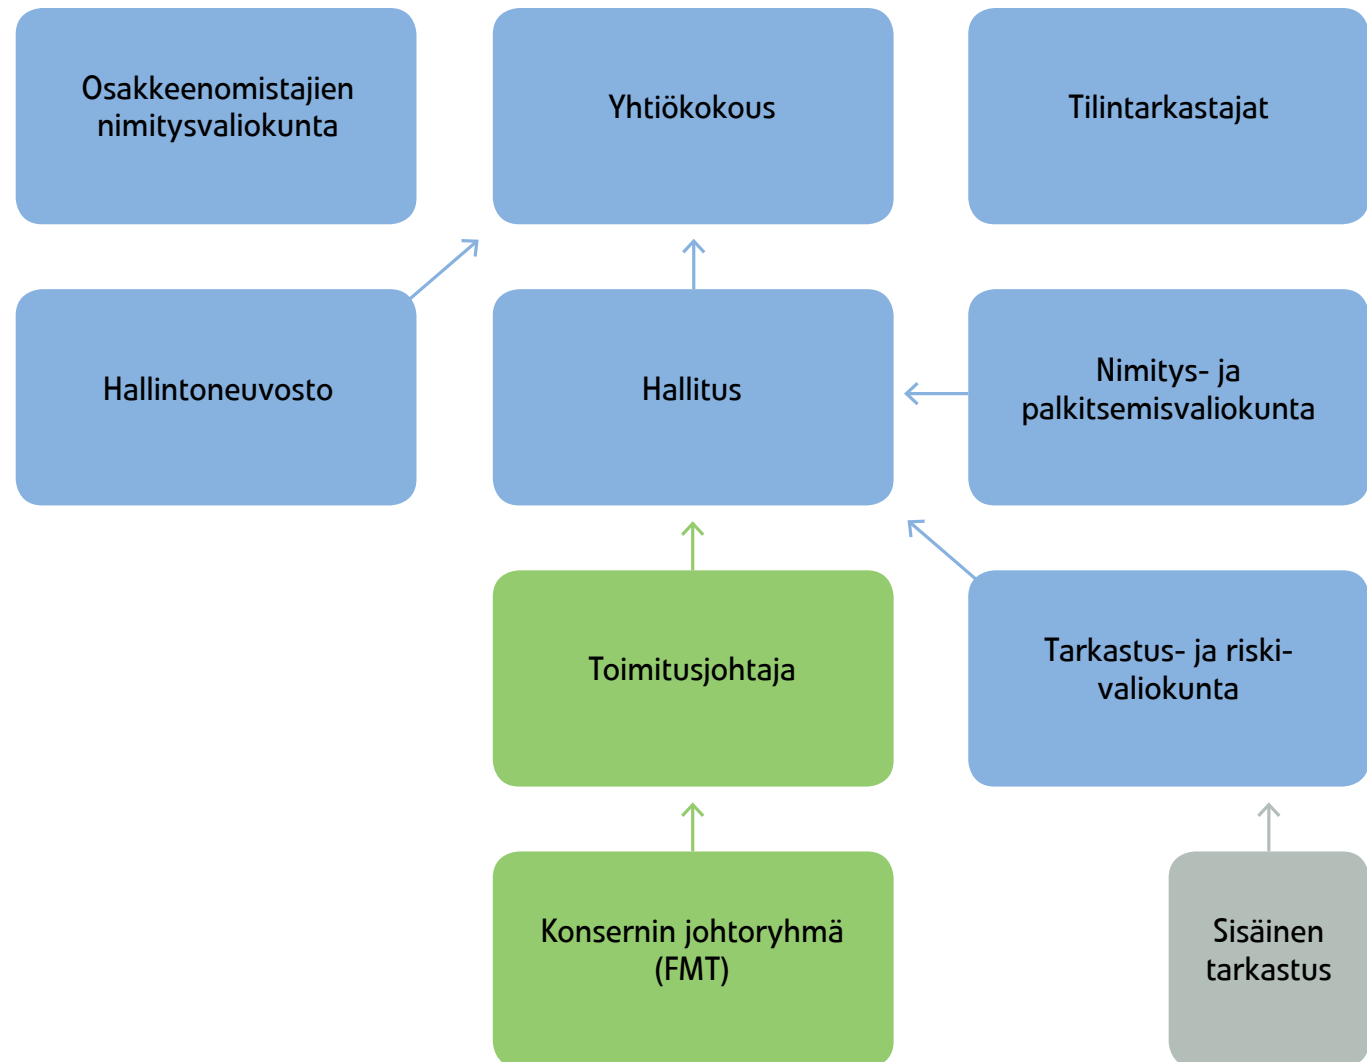 Osakkeenomistajien
nimitysvaliokunta
Yhtiökokous
Tilintarkastajat
Hallintoneuvosto
Hallitus
Nimitys- ja
palkitsemisvaliokunta
Toimitusjohtaja
Tarkastus- ja riski-
valiokunta
Konsernin johtoryhmä
(FMT)
Sisäinen
tarkastus